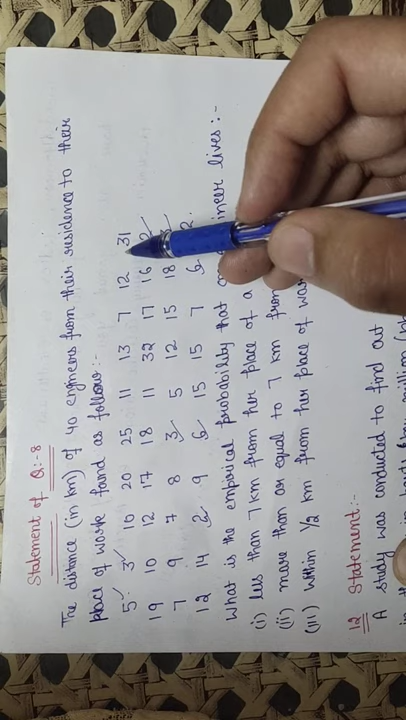 Statement of Q:-8
The distance (in km) of 40 engineers from their residence to their
place of work found as follow:-
5 3 10 20 25 11 13 7 12 31
19 10 12 17 18 11 32 17 16
7 9 7 8 3 5 12 15 18
12 14 2 9 6 15 15 7 6 2.
What is the empirical probability that lives:-
(i) less than 7 km from her place of
(ii) more than or equal to 7 km from
(iii) within 1/2 km from her place of
12 Statement:-
A study was conducted to find out